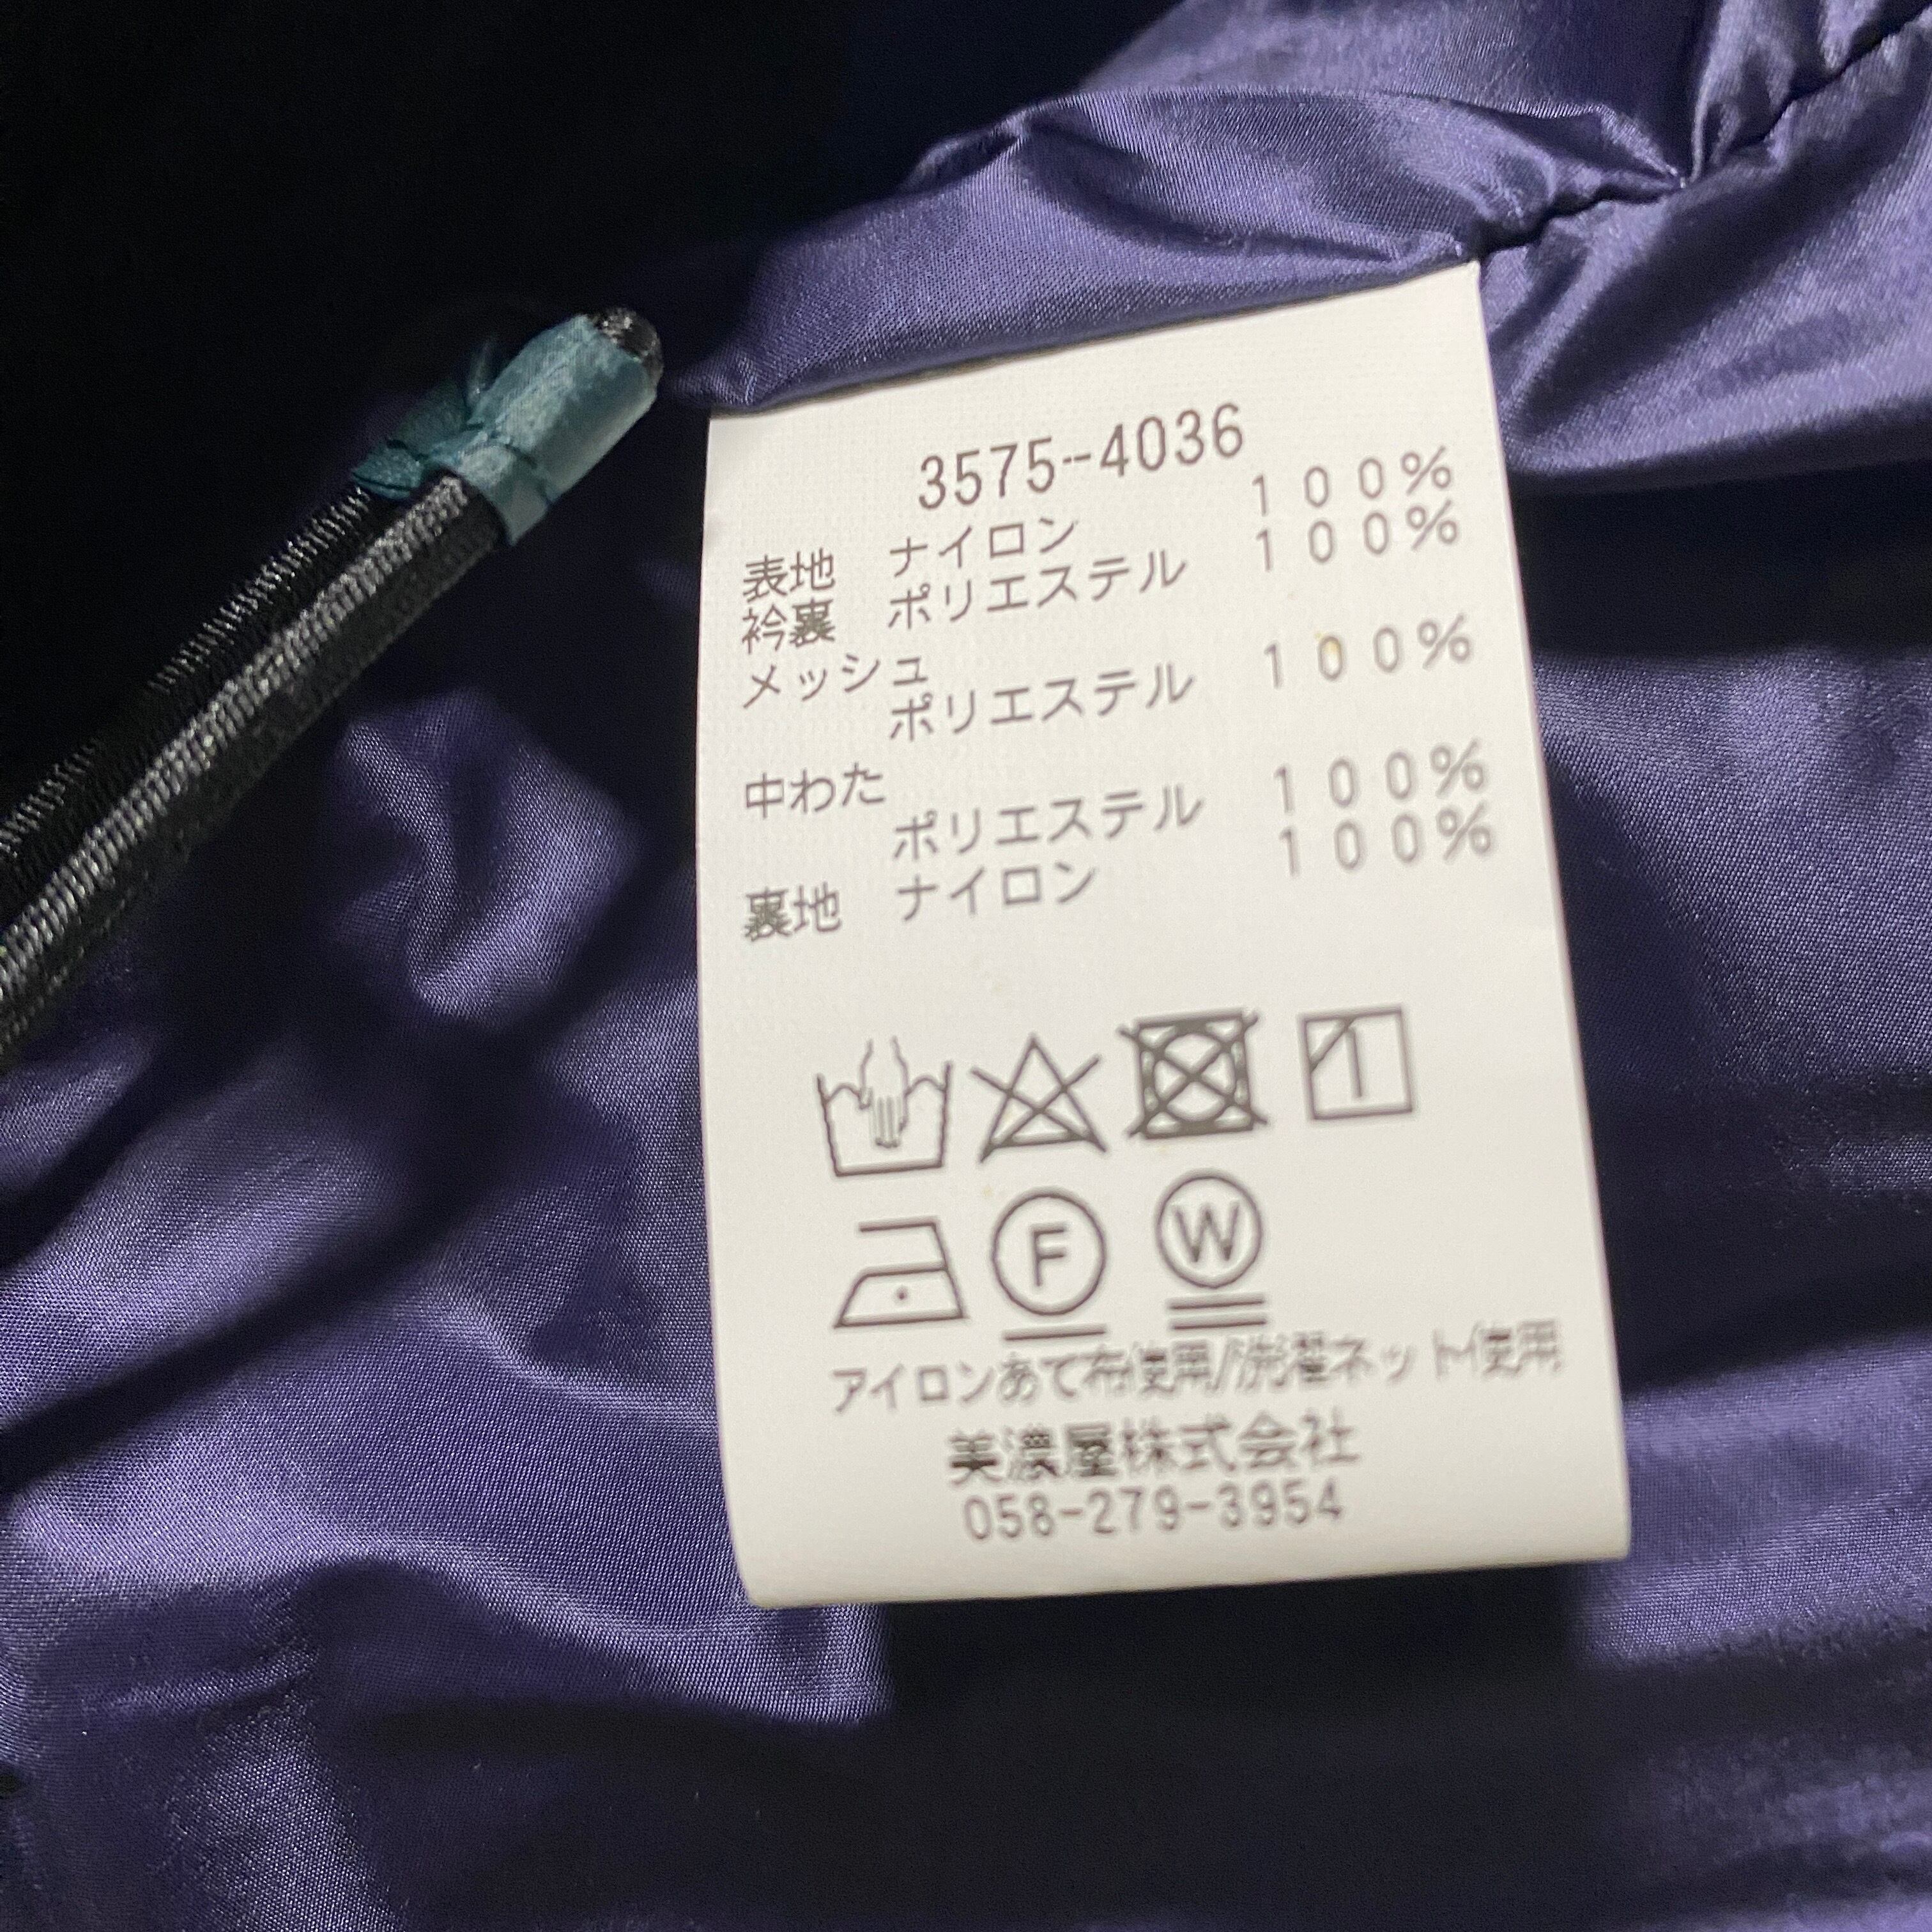 3575--4036
表地 ナイロン 100%
衿裏 ポリエステル 100%
メッシュ
ポリエステル 100%
中わた
ポリエステル 100%
裏地 ナイロン 100%
F W
アイロンあて布使用/洗濯ネット使用
美濃屋株式会社
058-279-3954